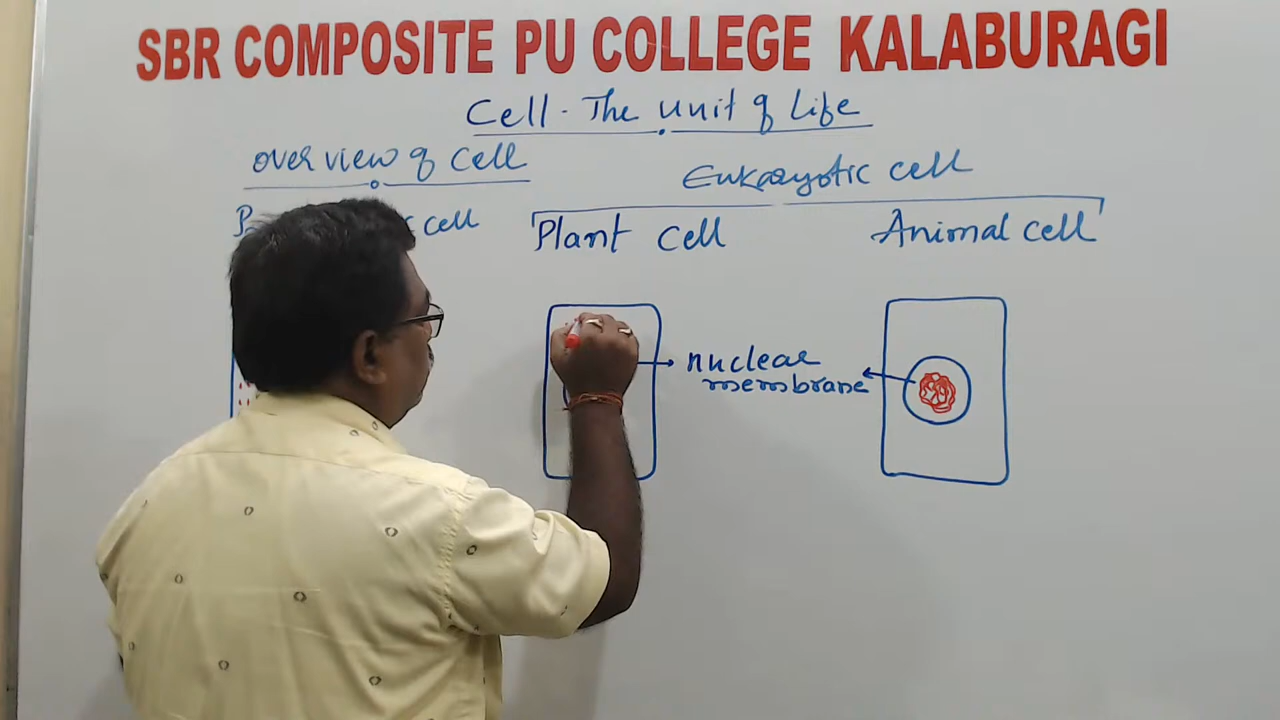 SBR COMPOSITE PU COLLEGE KALABURAGI
Cell - The unit of Life
over view of cell
Eukaryotic cell
cell
Plant cell
Animal cell
nuclear
membrane